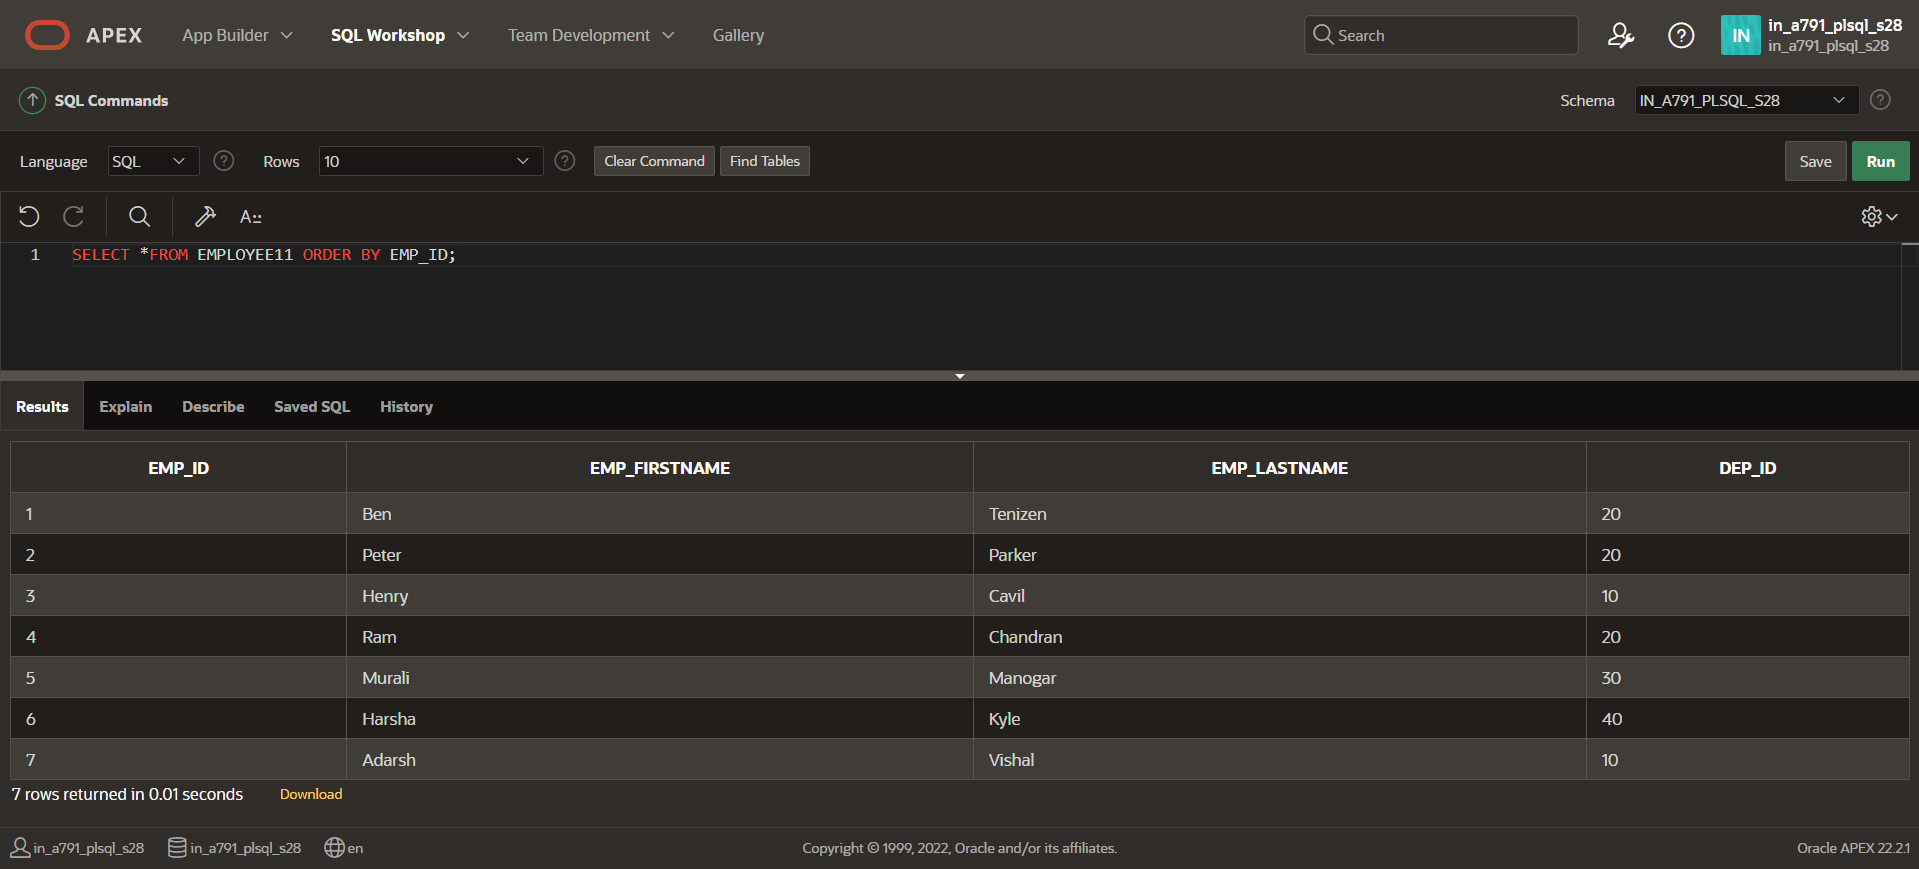 APEX App Builder SQL Workshop Team Development Gallery Search IN in_a791_plsql_s28
in_a791_plsql_s28
SQL Commands Schema IN_A791_PLSQL_S28
Language SQL Rows 10 Clear Command Find Tables Save Run
A::
1 SELECT *FROM EMPLOYEE11 ORDER BY EMP_ID;
Results Explain Describe Saved SQL History
EMP_ID EMP_FIRSTNAME EMP_LASTNAME DEP_ID
1 Ben Tenizen 20
2 Peter Parker 20
3 Henry Cavil 10
4 Ram Chandran 20
5 Murali Manogar 30
6 Harsha Kyle 40
7 Adarsh Vishal 10
7 rows returned in 0.01 seconds Download
in_a791_plsql_s28 in_a791_plsql_s28 en Copyright © 1999, 2022, Oracle and/or its affiliates. Oracle APEX 22.2.1